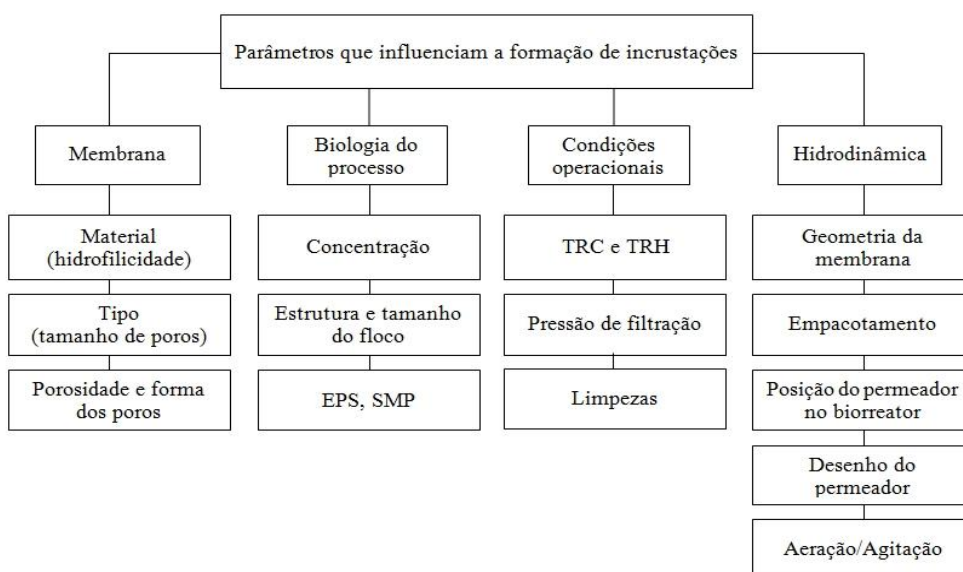 Parâmetros que influenciam a formação de incrustações
Membrana
Material
(hidrofilicidade)
Tipo
(tamanho de poros)
Porosidade e forma
dos poros
Biologia do
processo
Concentração
Estrutura e tamanho
do floco
EPS, SMP
Condições
operacionais
TRC e TRH
Pressão de filtração
Limpezas
Hidrodinâmica
Geometria da
membrana
Empacotamento
Posição do permeador
no biorreator
Desenho do
permeador
Aeração/Agitação